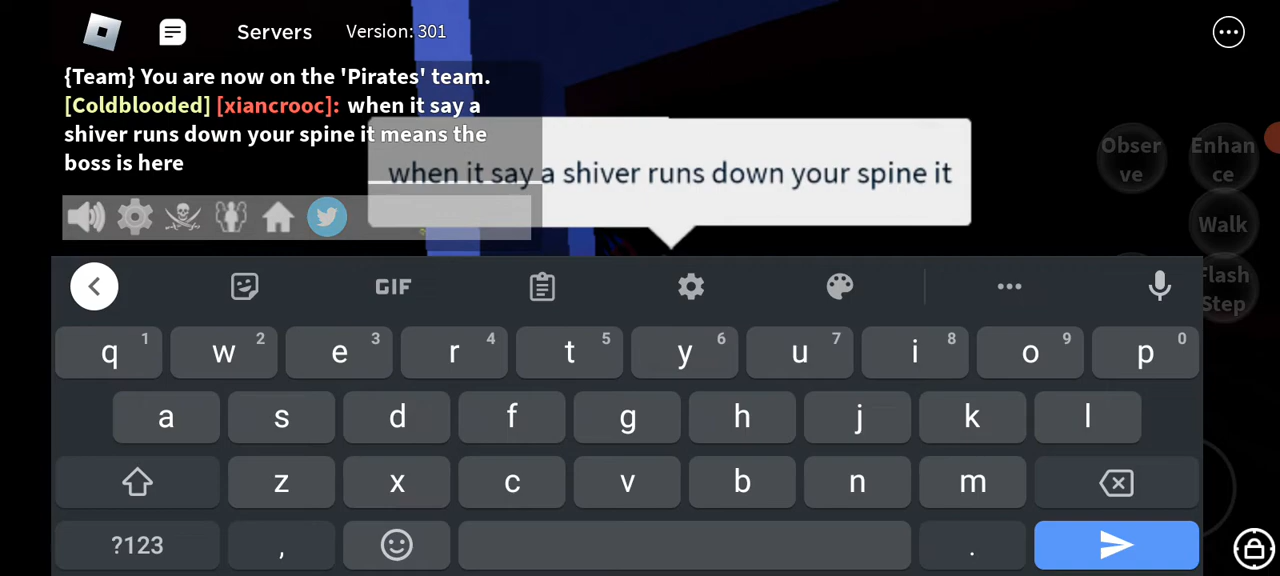 Servers Version: 301
{Team} You are now on the 'Pirates' team.
[Coldblooded] [xiancrooc]: when it say a
shiver runs down your spine it means the
boss is here
when it say a shiver runs down your spine it
Obser
ve
Enhan
ce
Walk
Flash
Step
GIF
q 1 w 2 e 3 r 4 t 5 y 6 u 7 i 8 o 9 p 0
a s d f g h j k l
z x c v b n m
?123 , .